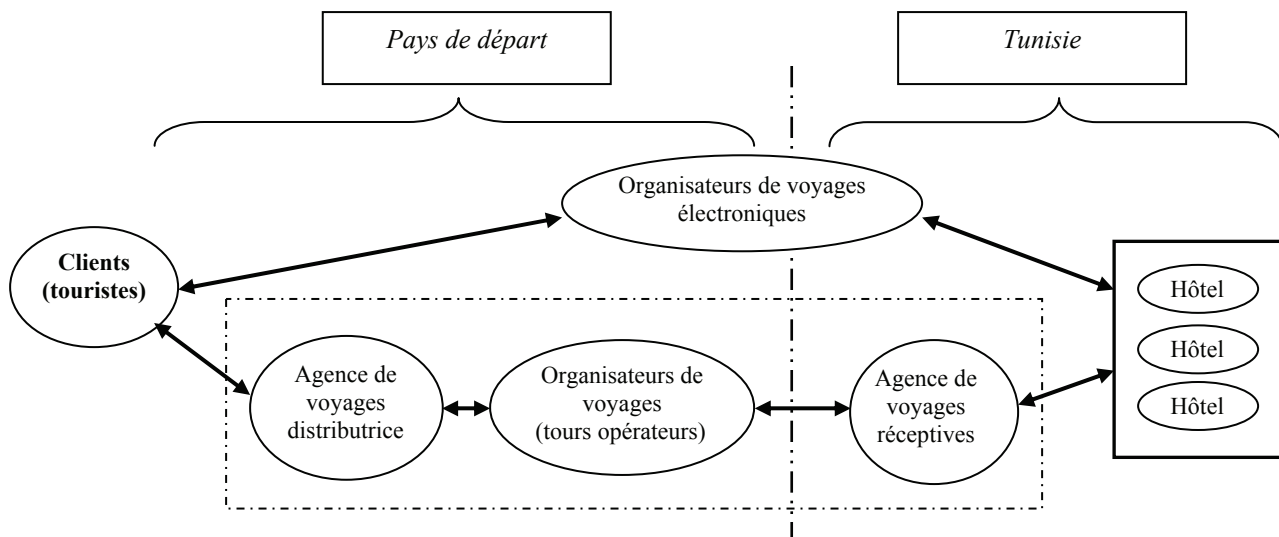 Pays de départ
Tunisie
Organisateurs de voyages
électroniques
Clients
(touristes)
Hôtel
Hôtel
Hôtel
Agence de
voyages
distributrice
Organisateurs de
voyages
(tours opérateurs)
Agence de
voyages
réceptives